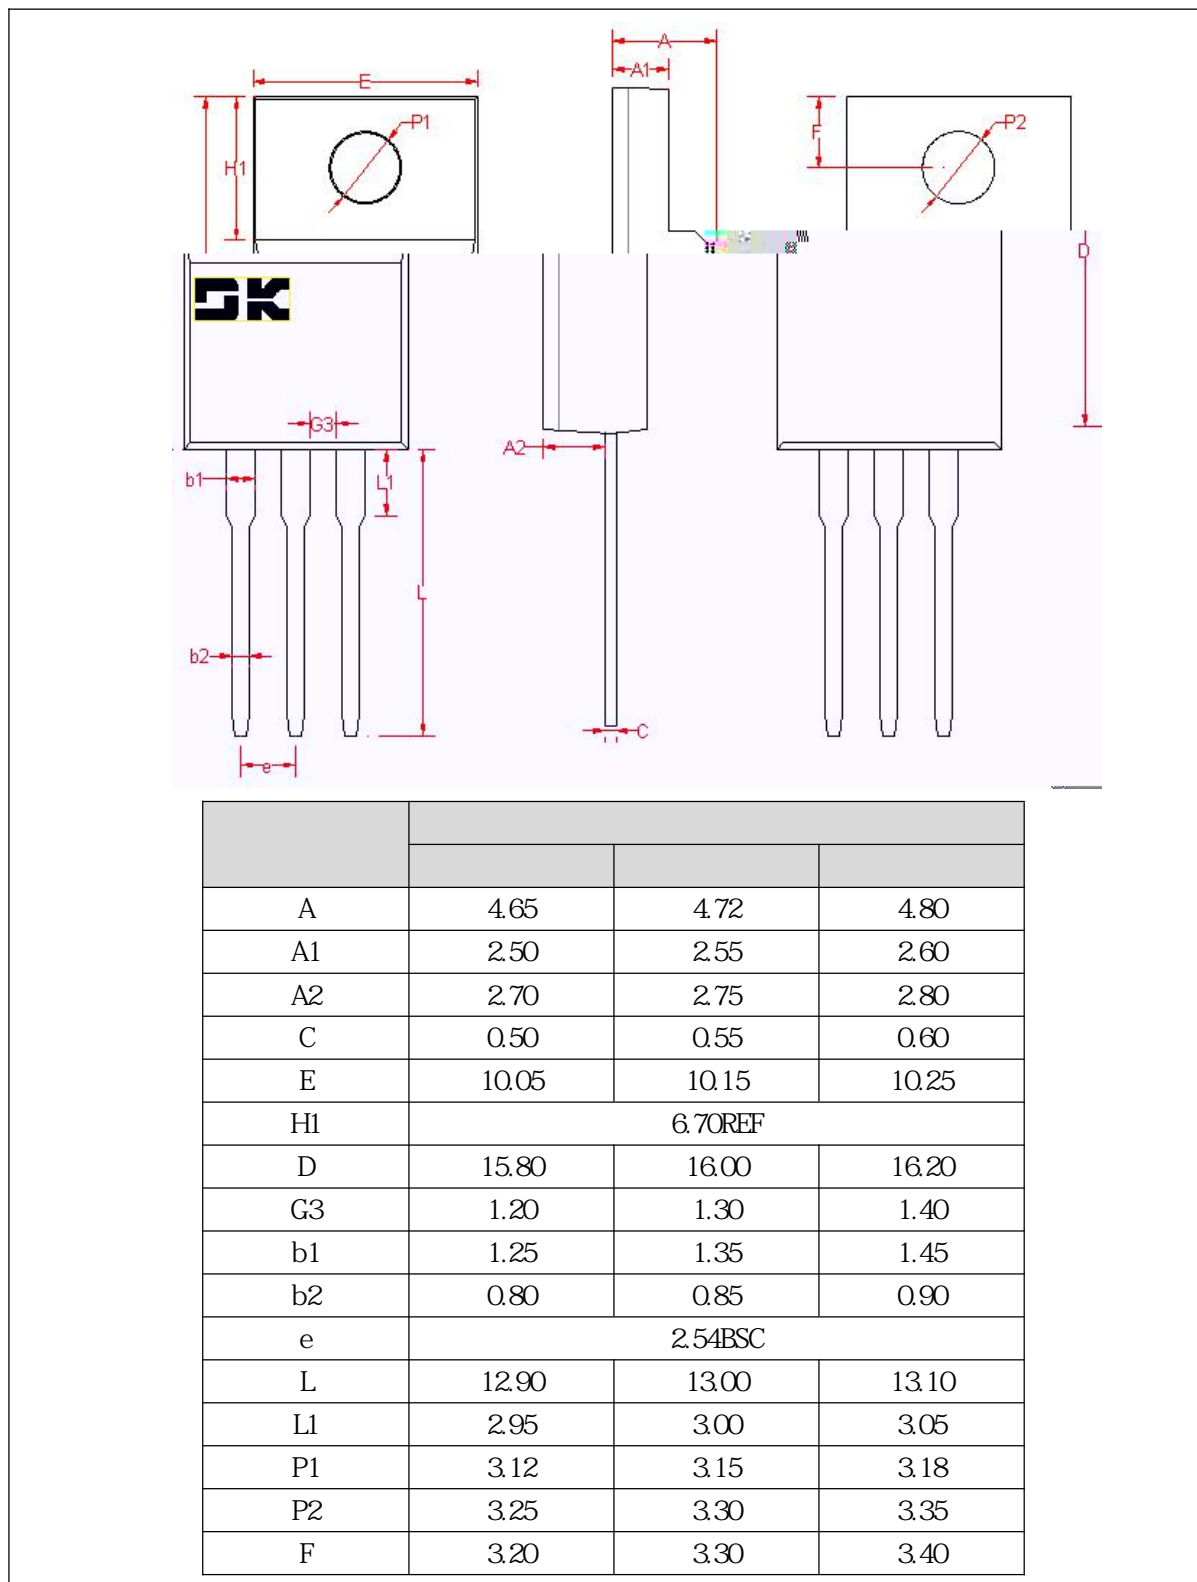 A
A1
E
P1
H1
F
P2
D
DK
G3
A2
b1
L1
L
b2
C
e
A 4.65 4.72 4.80
A1 2.50 2.55 2.60
A2 2.70 2.75 2.80
C 0.50 0.55 0.60
E 10.05 10.15 10.25
H1 6.70REF
D 15.80 16.00 16.20
G3 1.20 1.30 1.40
b1 1.25 1.35 1.45
b2 0.80 0.85 0.90
e 2.54BSC
L 12.90 13.00 13.10
L1 2.95 3.00 3.05
P1 3.12 3.15 3.18
P2 3.25 3.30 3.35
F 3.20 3.30 3.40